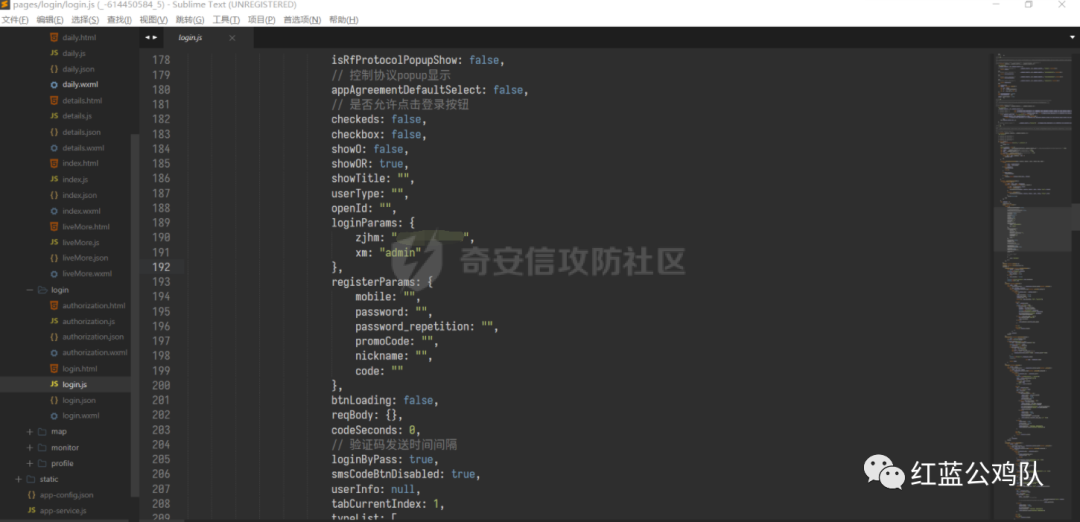 pages/login/login.js (_-614450584_5) - Sublime Text (UNREGISTERED)
文件(F) 编辑(E) 选择(S) 查找(I) 视图(V) 跳转(G) 工具(T) 项目(P) 首选项(N) 帮助(H)
daily.html
JS daily.js
{} daily.json
daily.wxml
details.html
JS details.js
{} details.json
details.wxml
index.html
JS index.js
{} index.json
index.wxml
liveMore.html
JS liveMore.js
{} liveMore.json
liveMore.wxml
login
authorization.html
JS authorization.js
{} authorization.json
authorization.wxml
login.html
JS login.js
{} login.json
login.wxml
map
monitor
profile
static
{} app-config.json
JS app-service.js
login.js
178 isRfProtocolPopupShow: false,
179 // 控制协议popup显示
180 appAgreementDefaultSelect: false,
181 // 是否允许点击登录按钮
182 checkeds: false,
183 checkbox: false,
184 showO: false,
185 showOR: true,
186 showTitle: "",
187 userType: "",
188 openId: "",
189 loginParams: {
190 zjhm: "",
191 xm: "admin"
192 },
193 registerParams: {
194 mobile: "",
195 password: "",
196 password_repetition: "",
197 promoCode: "",
198 nickname: "",
199 code: ""
200 },
201 btnLoading: false,
202 reqBody: {},
203 codeSeconds: 0,
204 // 验证码发送时间间隔
205 loginByPass: true,
206 smsCodeBtnDisabled: true,
207 userInfo: null,
208 tabCurrentIndex: 1,
209 typeList: [
奇安信攻防社区
红蓝公鸡队